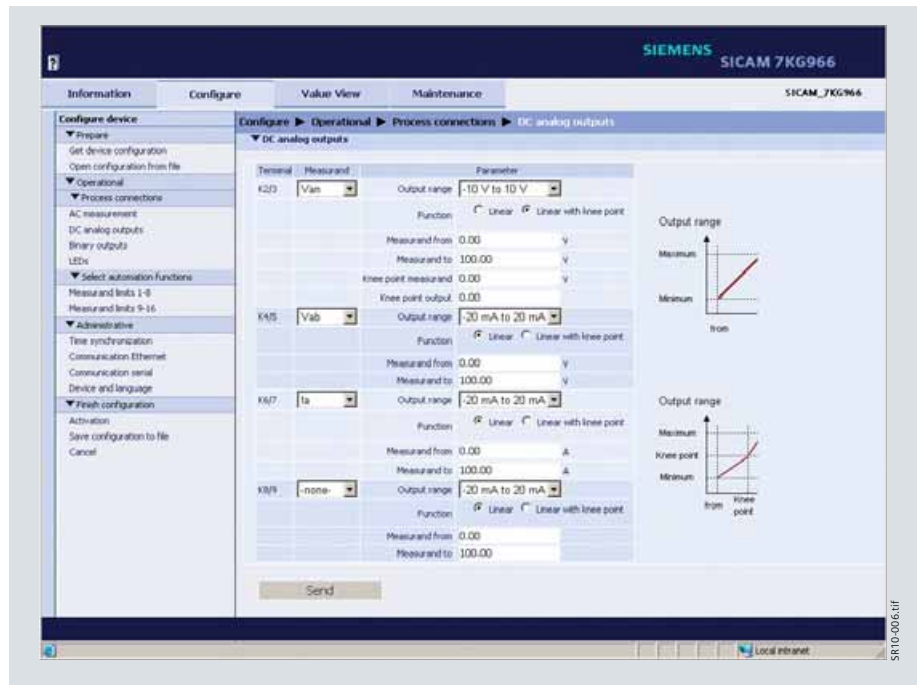 ?
SIEMENS
SICAM 7KG966
Information Configure Value View Maintenance SICAM_7KG966
Configure device
▼ Prepare
Get device configuration
Open configuration from file
▼ Operational
▼ Process connections
AC measurement
DC analog outputs
Binary outputs
LEDs
▼ Select automation functions
Measurand limits 1-8
Measurand limits 9-16
▼ Administrative
Time synchronization
Communication Ethernet
Communication serial
Device and language
▼ Finish configuration
Activation
Save configuration to file
Cancel
Configure ▶ Operational ▶ Process connections ▶ DC analog outputs
▼ DC analog outputs
Terminal Measurand Parameter
K2/3 Van Output range -10 V to 10 V
Function Linear Linear with knee point
Measurand from 0.00 V
Measurand to 100.00 V
Knee point measurand 0.00 V
Knee point output 0.00
K4/5 Vab Output range -20 mA to 20 mA
Function Linear Linear with knee point
Measurand from 0.00 V
Measurand to 100.00 V
K6/7 Ia Output range -20 mA to 20 mA
Function Linear Linear with knee point
Measurand from 0.00 A
Measurand to 100.00 A
K8/9 -none- Output range -20 mA to 20 mA
Function Linear Linear with knee point
Measurand from 0.00
Measurand to 100.00
Send
Output range
Maximum
Minimum
from
Output range
Maximum
Knee point
Minimum
from Knee
point
Local intranet
SR10-006.tif